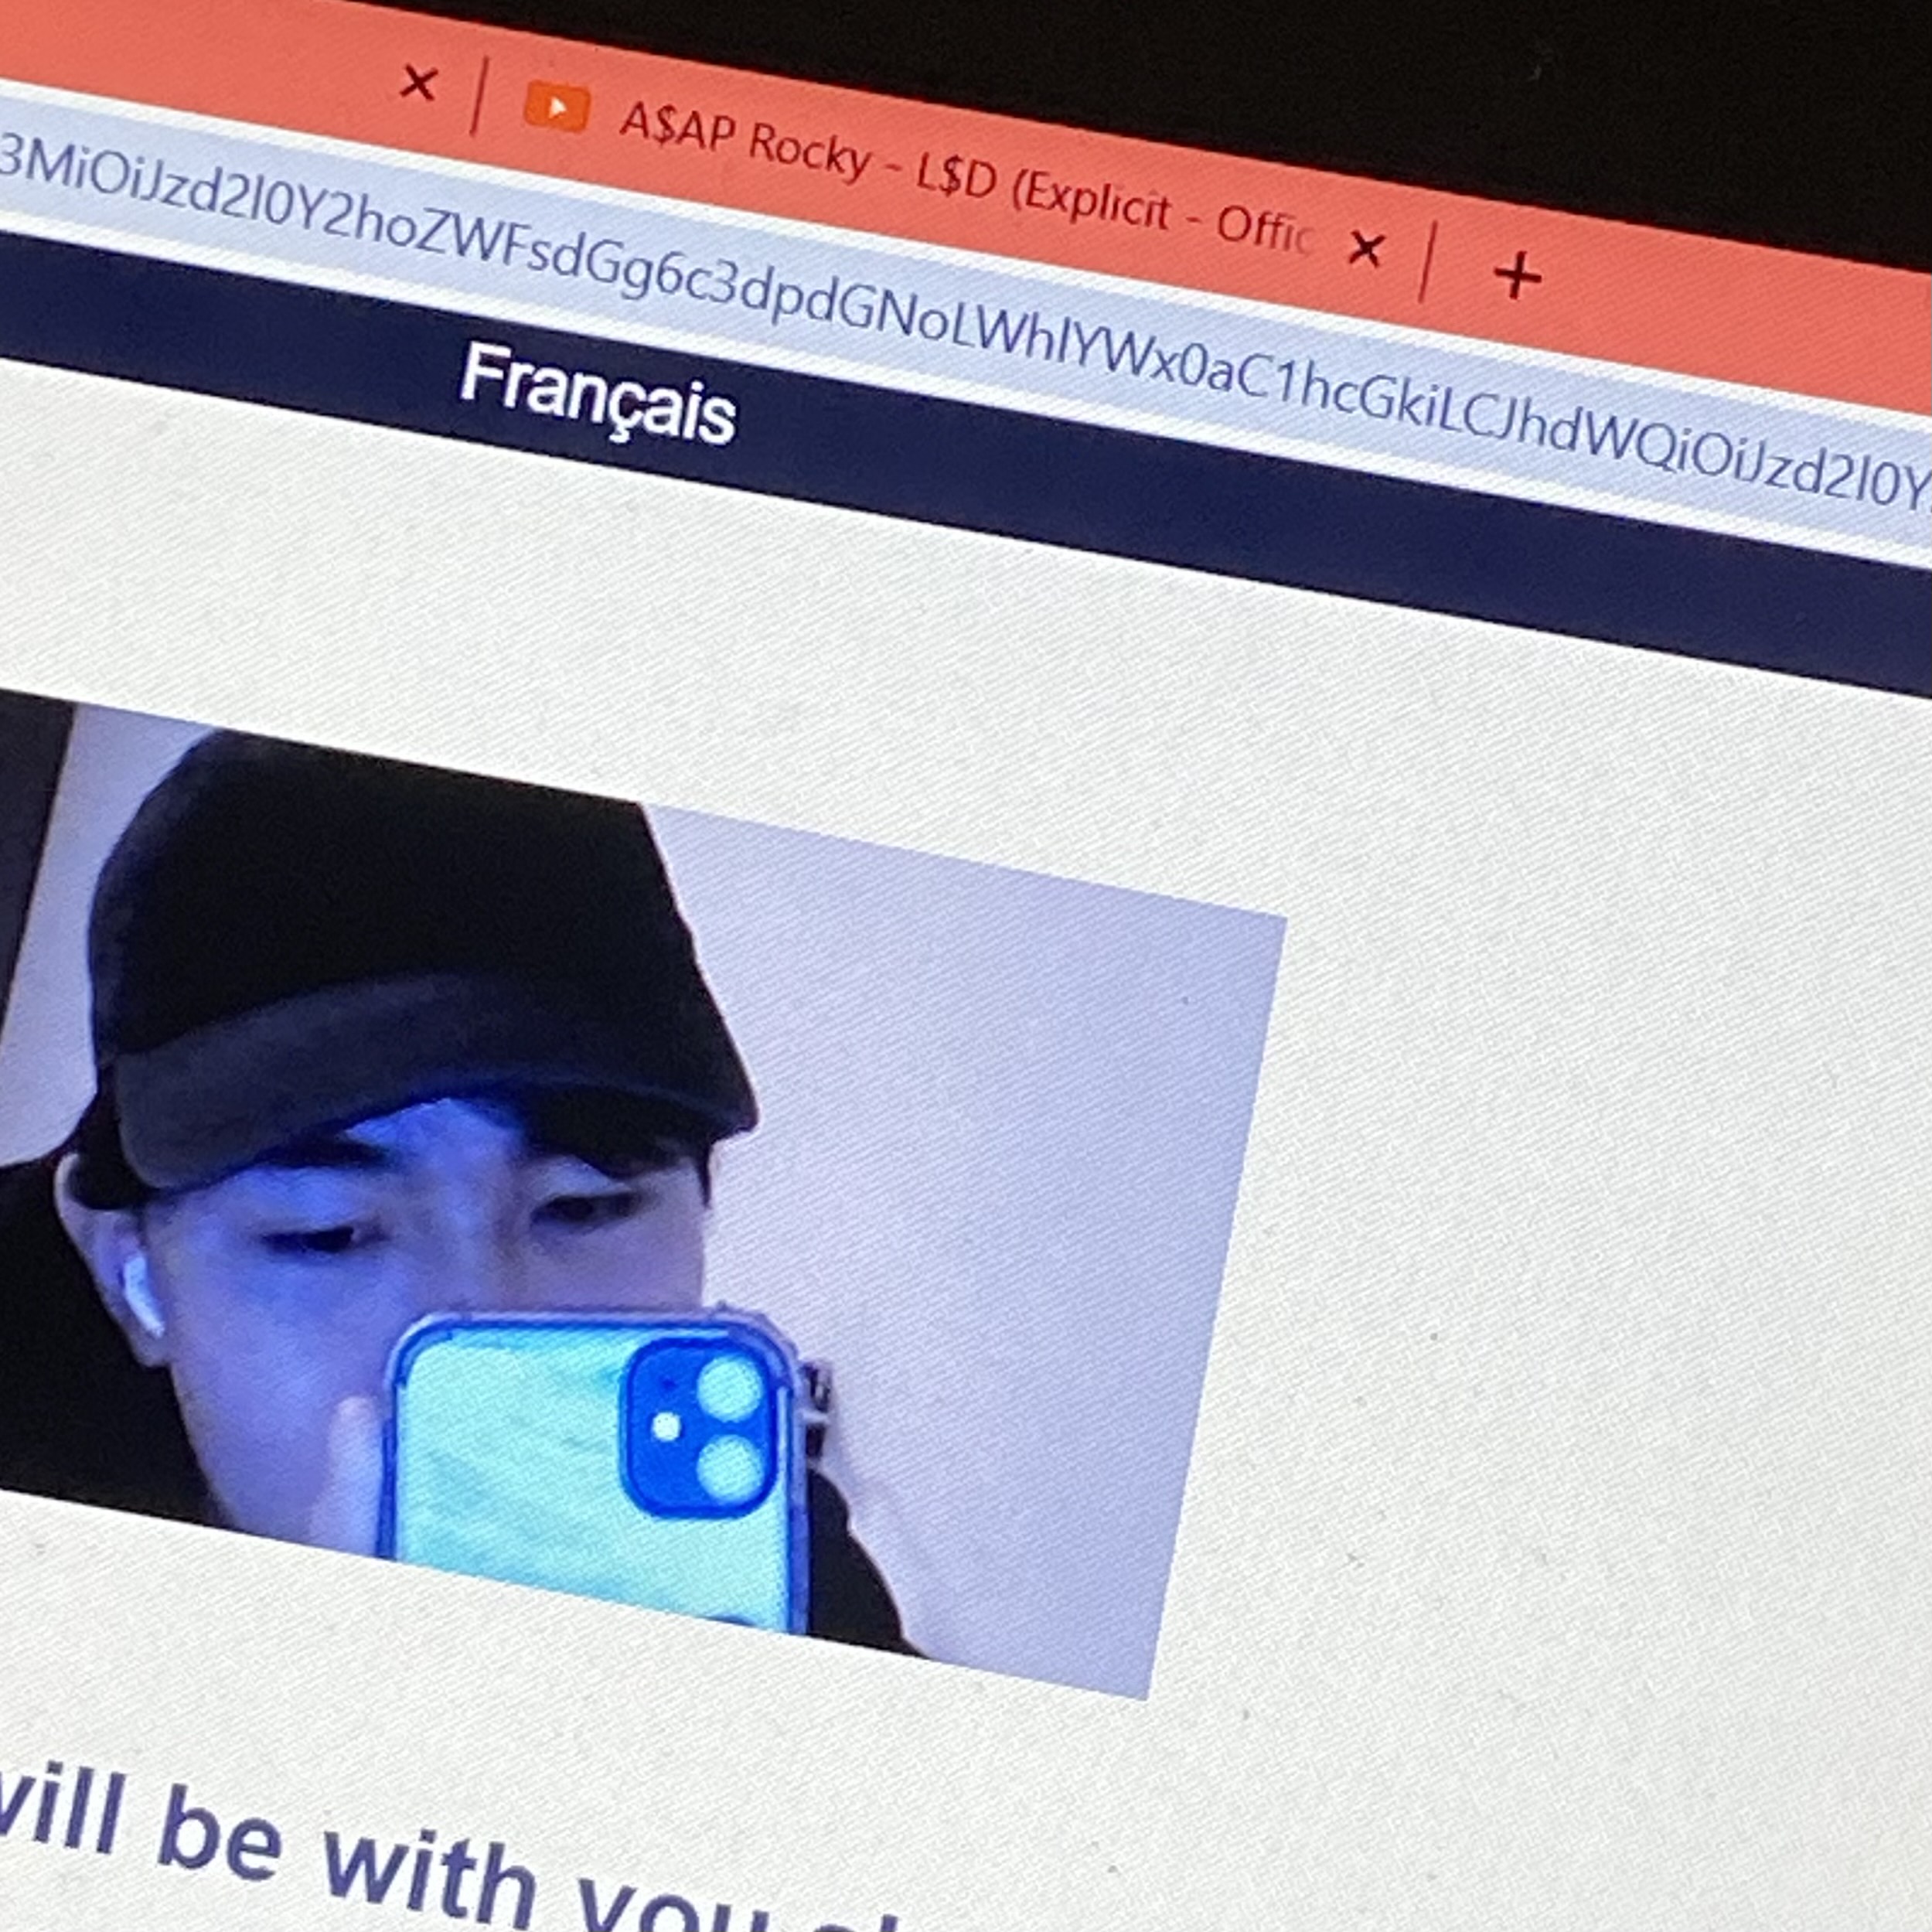 A$AP Rocky - L$D (Explicit - Offic
3MiOiJzd2l0Y2hoZWFsdGg6c3dpdGNoLWhlYWx0aC1hcGkiLCJhdWQiOiJzd2l0Y
Français
will be with you